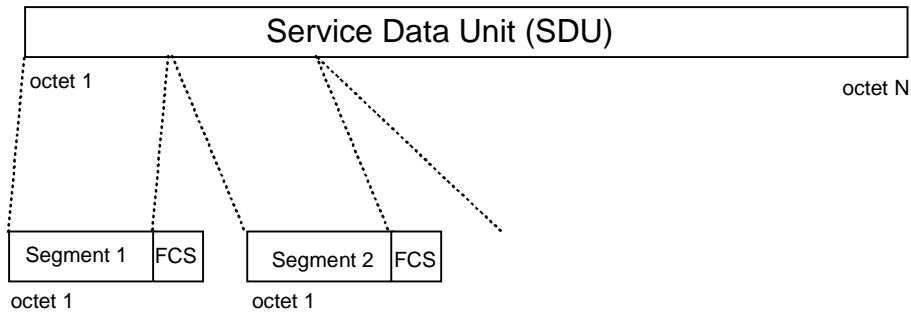 Service Data Unit (SDU)
octet 1
octet N
Segment 1
FCS
Segment 2
FCS
octet 1
octet 1